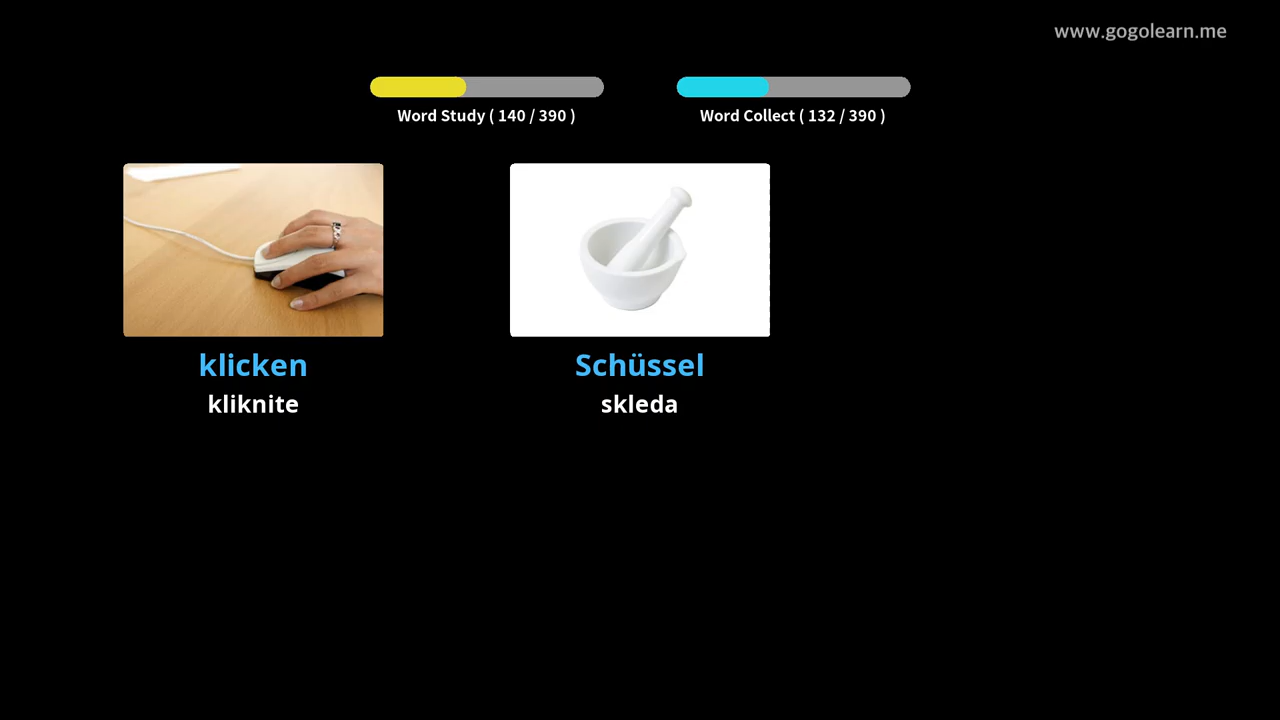 www.gogolearn.me
Word Study ( 140 / 390 )
Word Collect ( 132 / 390 )
klicken
kliknite
Schüssel
skleda